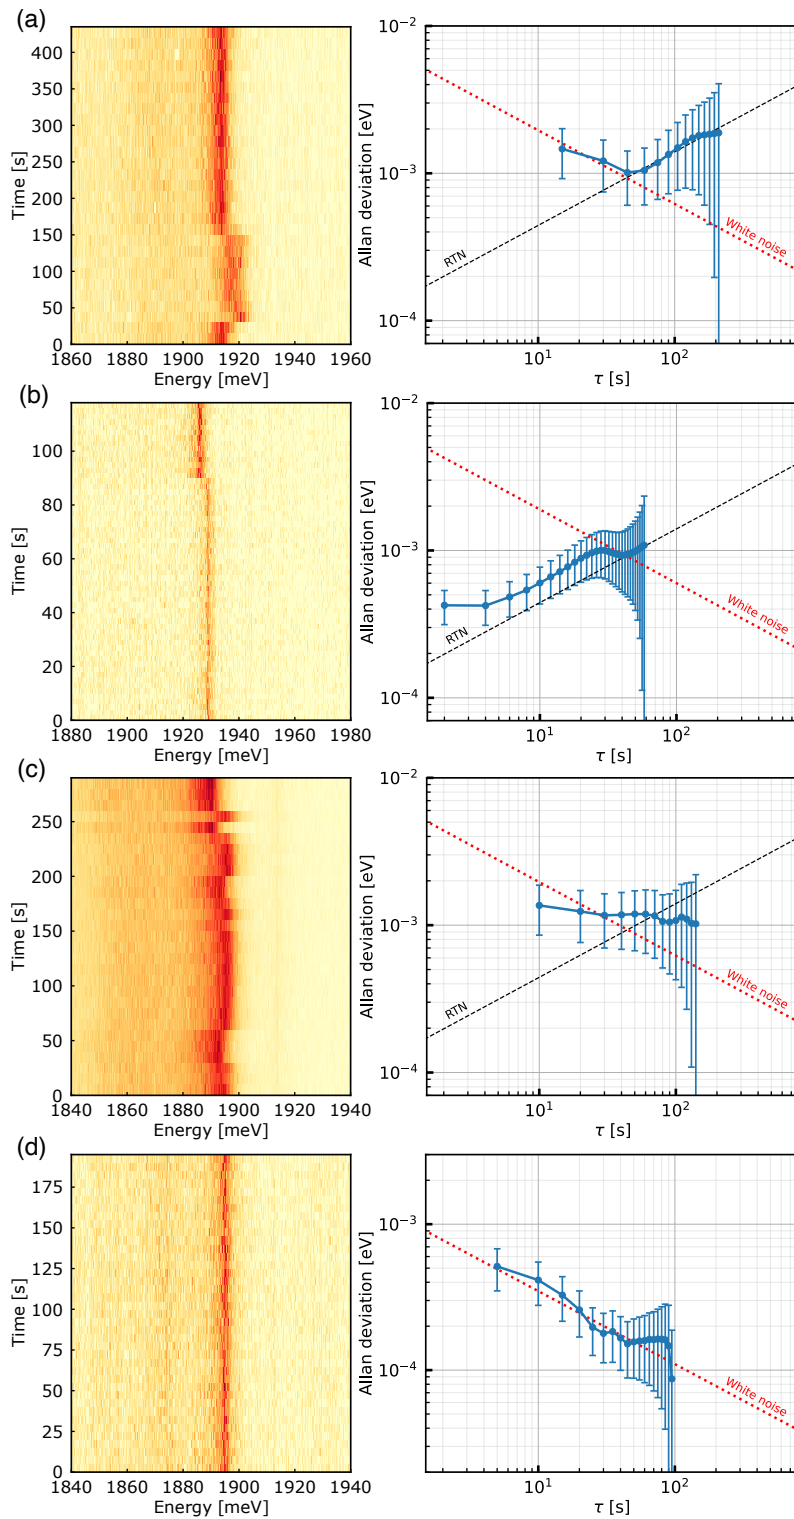 (a)
Time [s]
400
350
300
250
200
150
100
50
0
1860 1880 1900 1920 1940 1960
Energy [meV]
Allan deviation [eV]
10⁻²
10⁻³
10⁻⁴
RTN
White noise
10¹ 10²
τ [s]
(b)
Time [s]
100
80
60
40
20
0
1880 1900 1920 1940 1960 1980
Energy [meV]
Allan deviation [eV]
10⁻²
10⁻³
10⁻⁴
RTN
White noise
10¹ 10²
τ [s]
(c)
Time [s]
250
200
150
100
50
0
1840 1860 1880 1900 1920 1940
Energy [meV]
Allan deviation [eV]
10⁻²
10⁻³
10⁻⁴
RTN
White noise
10¹ 10²
τ [s]
(d)
Time [s]
175
150
125
100
75
50
25
0
1840 1860 1880 1900 1920 1940
Energy [meV]
Allan deviation [eV]
10⁻³
10⁻⁴
White noise
10¹ 10²
τ [s]